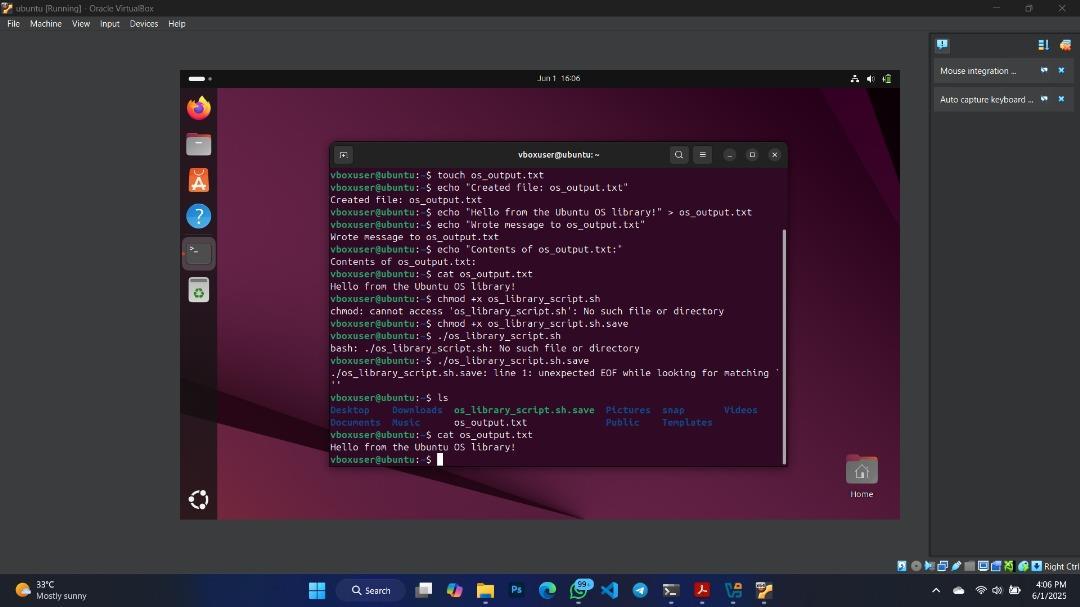 ubuntu [Running] - Oracle VirtualBox
File Machine View Input Devices Help
Mouse integration ...
Auto capture keyboard ...
Jun 1 16:06
vboxuser@ubuntu: ~
vboxuser@ubuntu:~$ touch os_output.txt
vboxuser@ubuntu:~$ echo "Created file: os_output.txt"
Created file: os_output.txt
vboxuser@ubuntu:~$ echo "Hello from the Ubuntu OS library!" > os_output.txt
vboxuser@ubuntu:~$ echo "Wrote message to os_output.txt"
Wrote message to os_output.txt
vboxuser@ubuntu:~$ echo "Contents of os_output.txt:"
Contents of os_output.txt:
vboxuser@ubuntu:~$ cat os_output.txt
Hello from the Ubuntu OS library!
vboxuser@ubuntu:~$ chmod +x os_library_script.sh
chmod: cannot access 'os_library_script.sh': No such file or directory
vboxuser@ubuntu:~$ chmod +x os_library_script.sh.save
vboxuser@ubuntu:~$ ./os_library_script.sh
bash: ./os_library_script.sh: No such file or directory
vboxuser@ubuntu:~$ ./os_library_script.sh.save
./os_library_script.sh.save: line 1: unexpected EOF while looking for matching `
''
vboxuser@ubuntu:~$ ls
Desktop Downloads os_library_script.sh.save Pictures snap Videos
Documents Music os_output.txt Public Templates
vboxuser@ubuntu:~$ cat os_output.txt
Hello from the Ubuntu OS library!
vboxuser@ubuntu:~$
Home
Right Ctrl
33°C
Mostly sunny
Search
Ps
99+
4:06 PM
6/1/2025